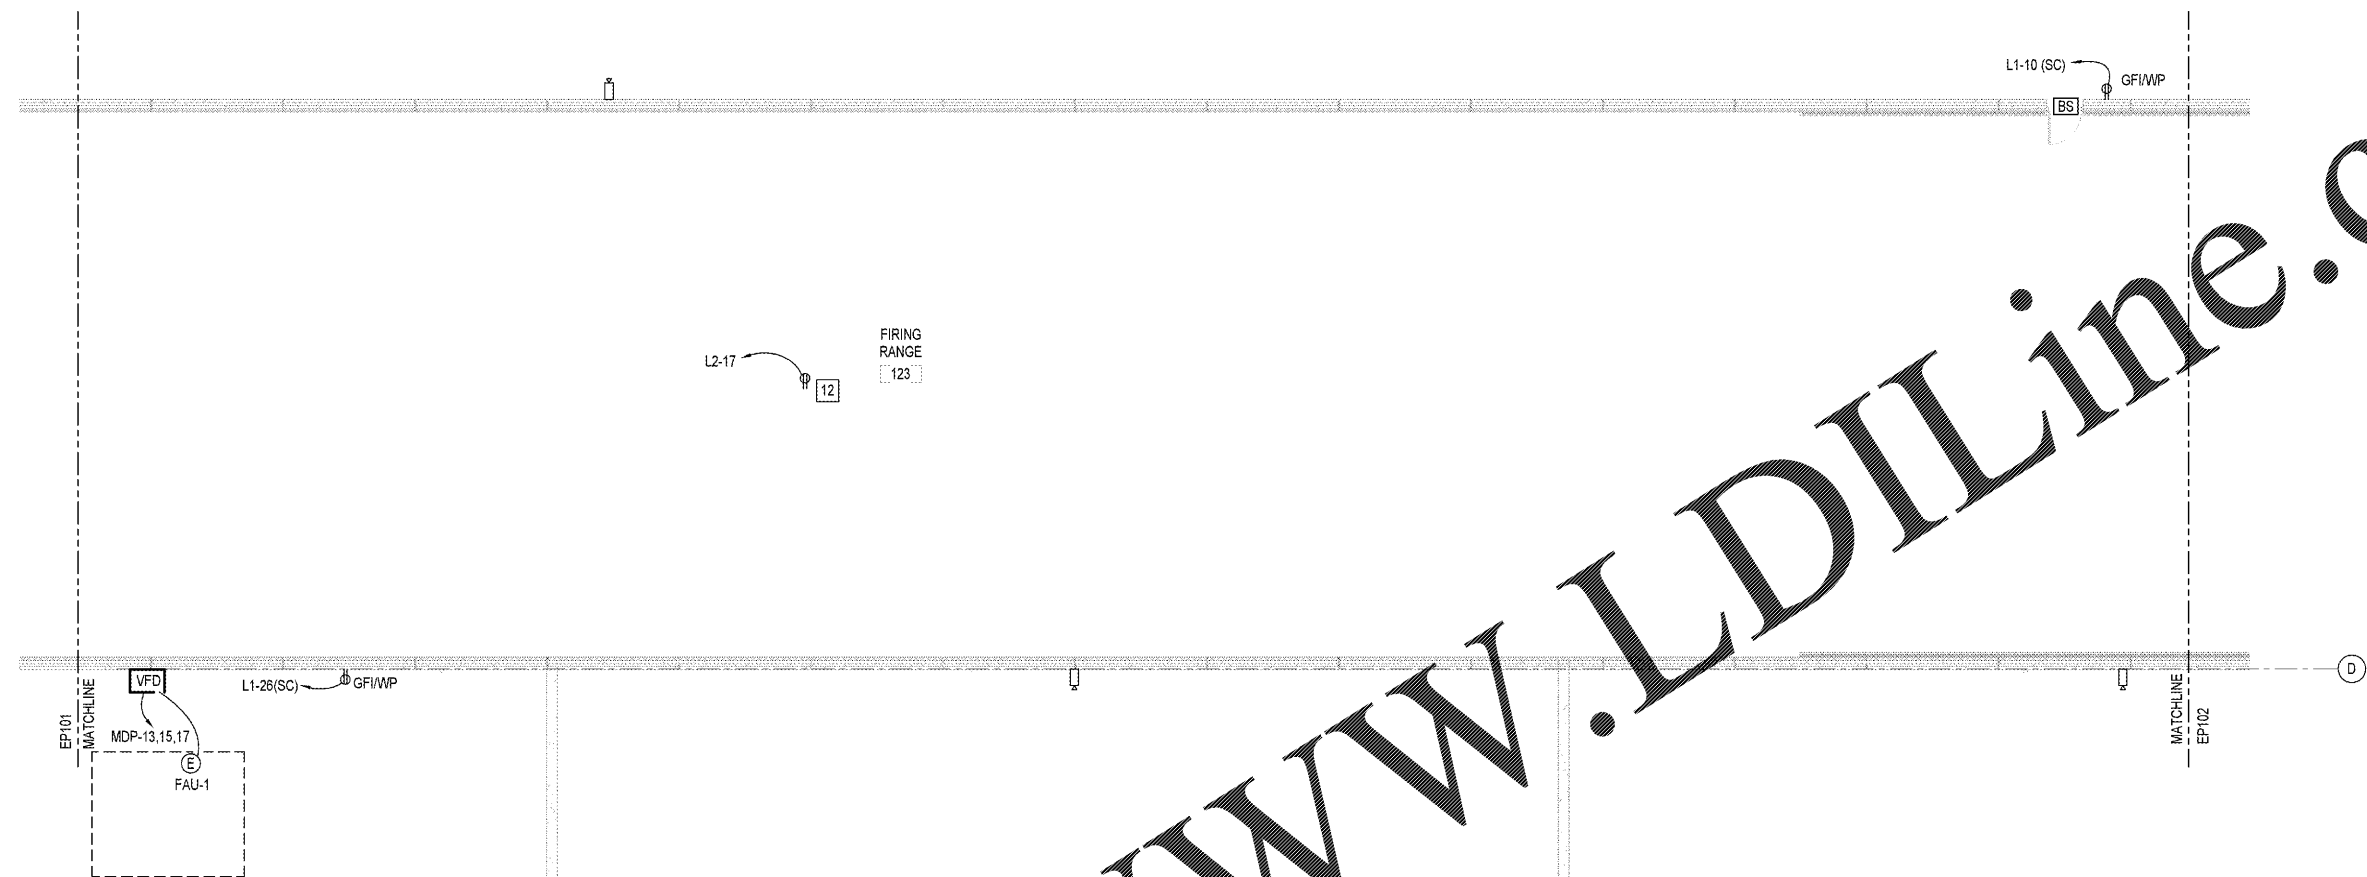 L1-10 (SC)
GFI/WP
BS
FIRING
RANGE
123
L2-17
12
VFD
L1-26(SC)
GFI/WP
MDP-13,15,17
E
FAU-1
EP101
MATCHLINE
MATCHLINE
EP102
D
WW.LDILine.c